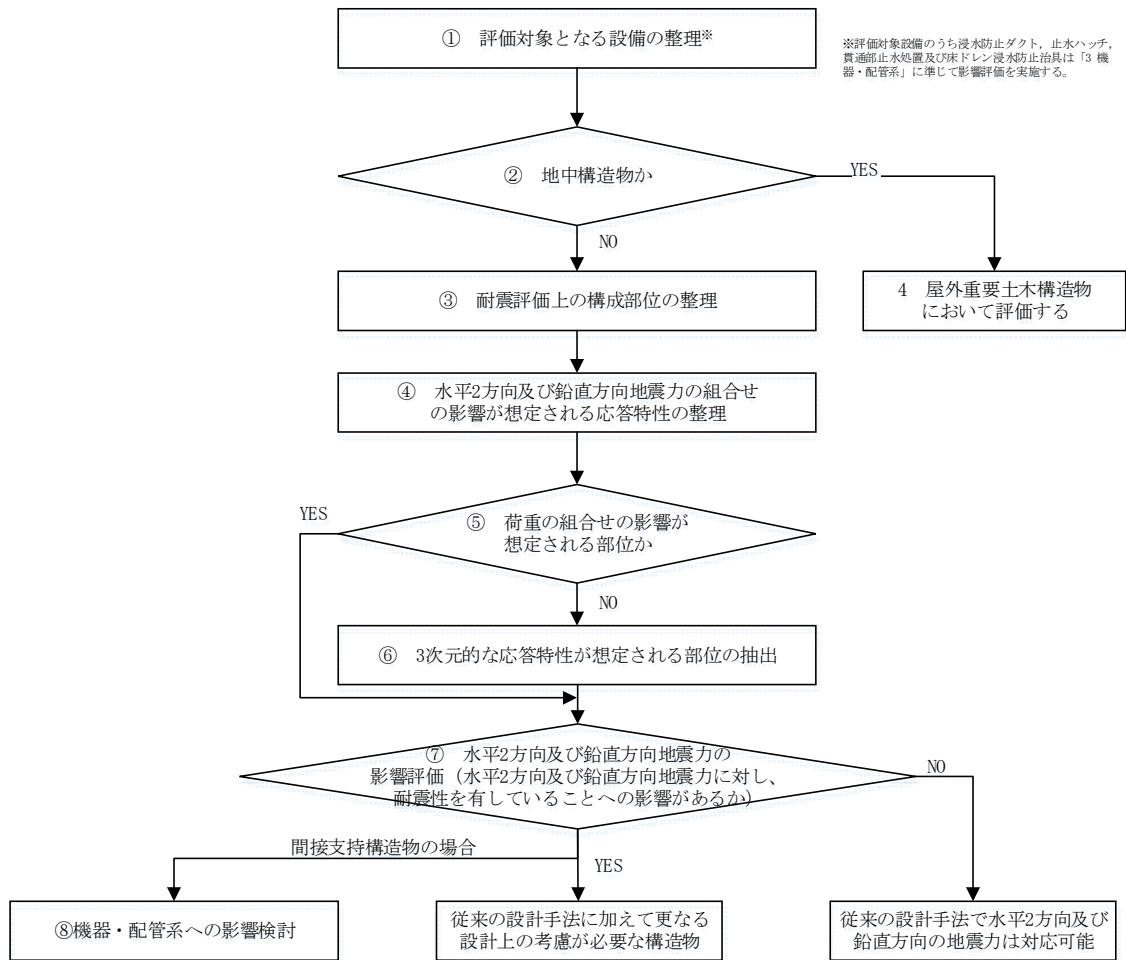 ① 評価対象となる設備の整理※
※評価対象設備のうち浸水防止ダクト，止水ハッチ，
貫通部止水処置及び床ドレン浸水防止治具は「3 機
器・配管系」に準じて影響評価を実施する。
② 地中構造物か
YES
NO
③ 耐震評価上の構成部位の整理
4 屋外重要土木構造物
において評価する
④ 水平2方向及び鉛直方向地震力の組合せ
の影響が想定される応答特性の整理
YES
⑤ 荷重の組合せの影響が
想定される部位か
NO
⑥ 3次元的な応答特性が想定される部位の抽出
⑦ 水平2方向及び鉛直方向地震力の
影響評価（水平2方向及び鉛直方向地震力に対し、
耐震性を有していることへの影響があるか）
NO
間接支持構造物の場合
YES
⑧機器・配管系への影響検討
従来の設計手法に加えて更なる
設計上の考慮が必要な構造物
従来の設計手法で水平2方向及び
鉛直方向の地震力は対応可能